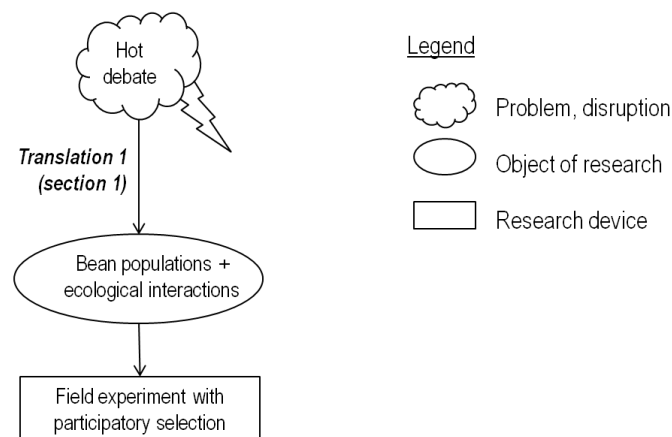 Hot
debate
Translation 1
(section 1)
Bean populations +
ecological interactions
Field experiment with
participatory selection
Legend
Problem, disruption
Object of research
Research device